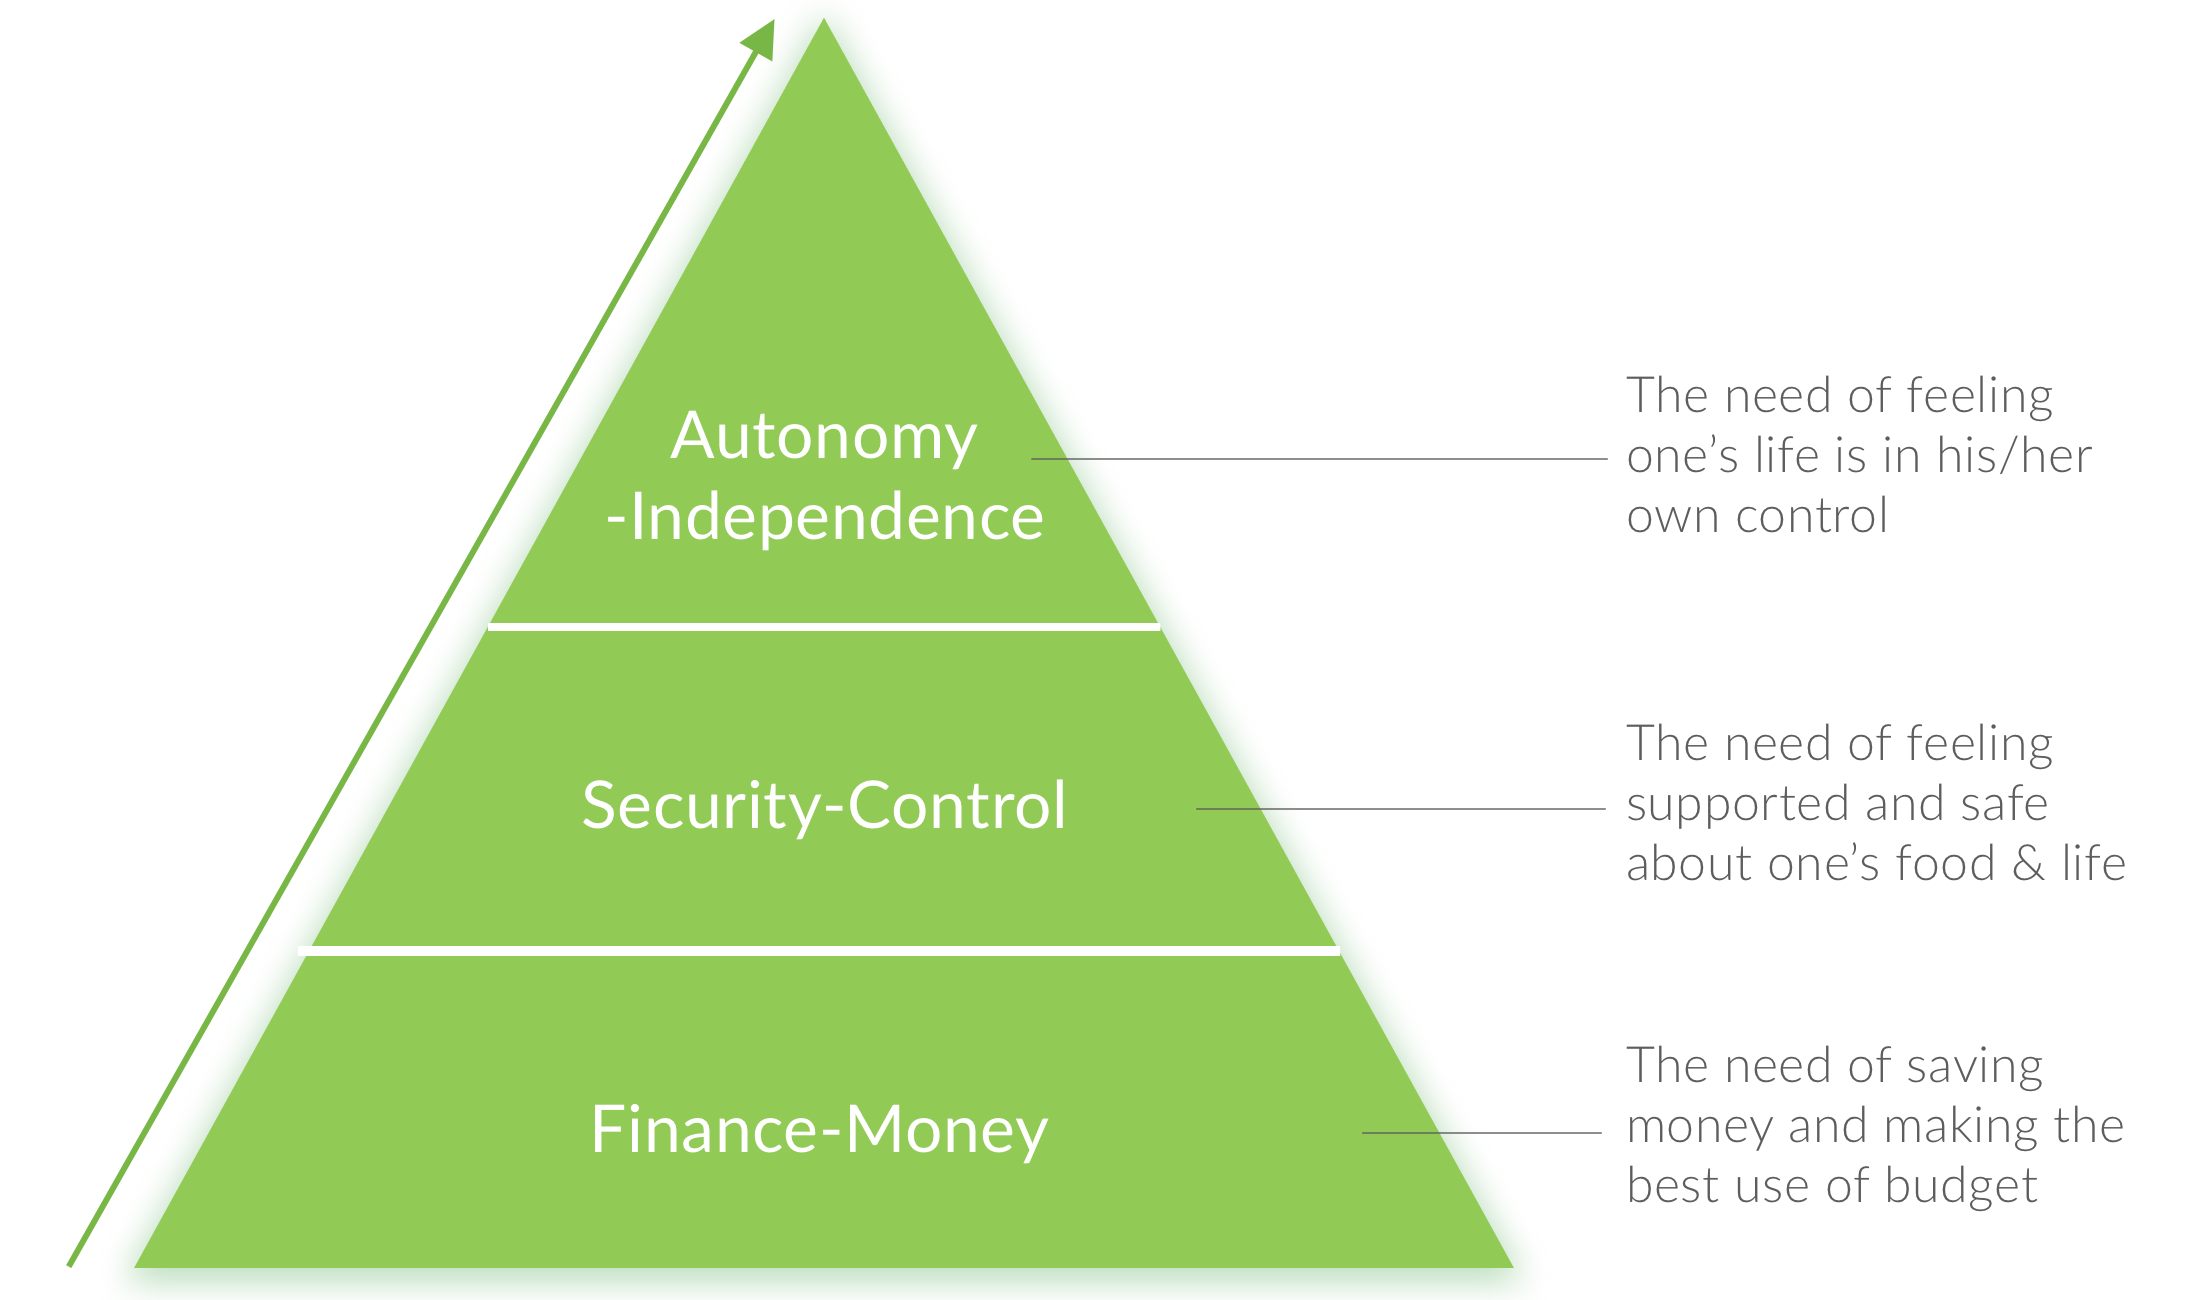 Autonomy
-Independence
The need of feeling
one’s life is in his/her
own control
Security-Control
The need of feeling
supported and safe
about one’s food & life
Finance-Money
The need of saving
money and making the
best use of budget